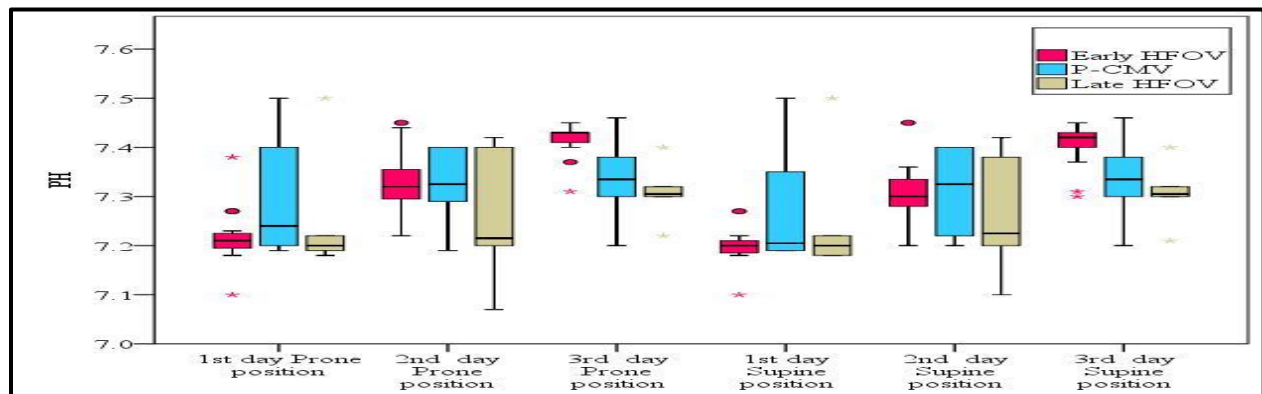 PH
7.6
7.5
7.4
7.3
7.2
7.1
7.0
Early HFOV
P-CMV
Late HFOV
1st day Prone
position
2nd day
Prone
position
3rd day
Prone
position
1st day
Supine
position
2nd day
Supine
position
3rd day
Supine
position